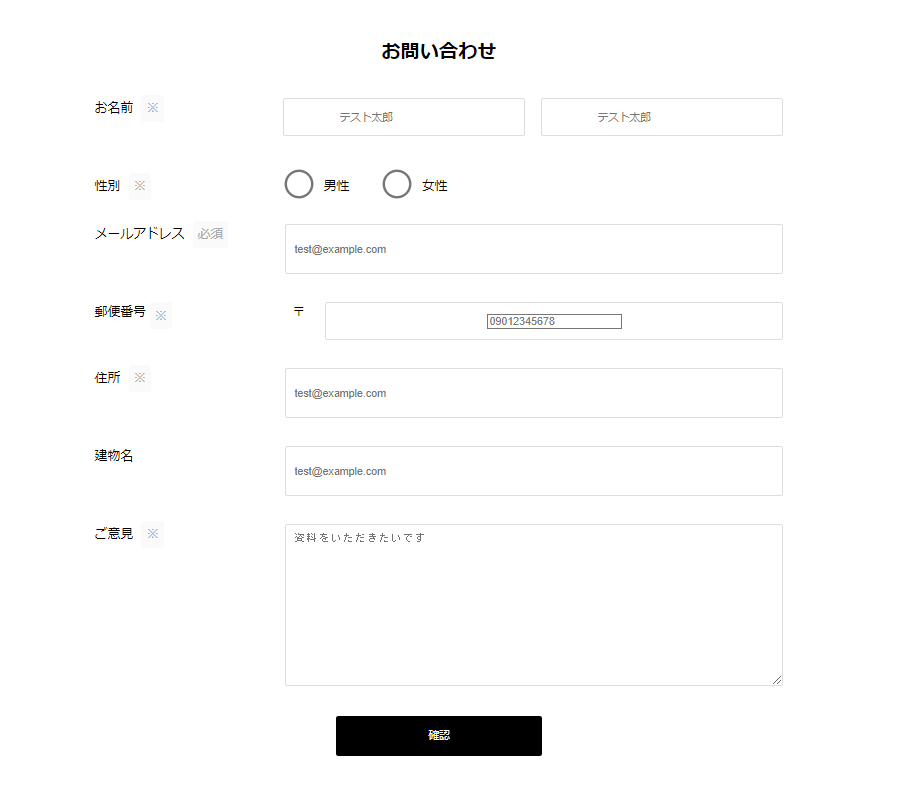 お問い合わせ
お名前 ※ テスト太郎 テスト太郎
性別 ※ 男性 女性
メールアドレス 必須 test@example.com
郵便番号 ※ 〒 09012345678
住所 ※ test@example.com
建物名 test@example.com
ご意見 ※ 資料をいただきたいです
確認